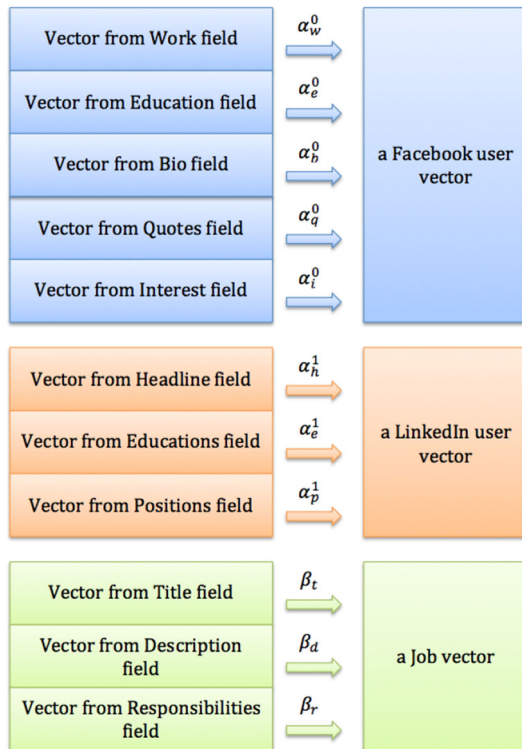 Vector from Work field
α_w^0
Vector from Education field
α_e^0
Vector from Bio field
α_b^0
Vector from Quotes field
α_q^0
Vector from Interest field
α_i^0
a Facebook user
vector
Vector from Headline field
α_h^1
Vector from Educations field
α_e^1
Vector from Positions field
α_p^1
a LinkedIn user
vector
Vector from Title field
β_t
Vector from Description
field
β_d
Vector from Responsibilities
field
β_r
a Job vector